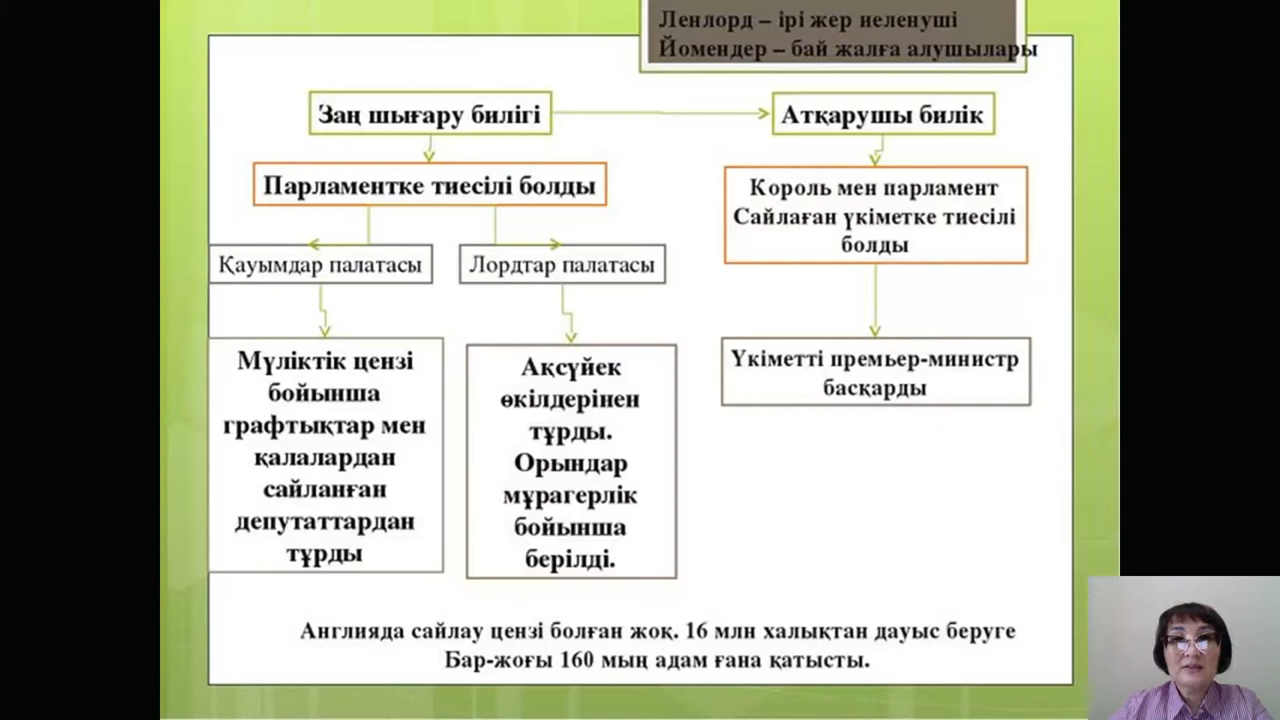 Ленлорд – ірі жер иеленуші
Йомендер – бай жалға алушылары
Заң шығару билігі
Атқарушы билік
Парламентке тиесілі болды
Король мен парламент
Сайлаған үкіметке тиесілі
болды
Қауымдар палатасы
Лордтар палатасы
Мүліктік цензі
бойынша
графтықтар мен
қалалардан
сайланған
депутаттардан
тұрды
Ақсүйек
өкілдерінен
тұрды.
Орындар
мұрагерлік
бойынша
берілді.
Үкіметті премьер-министр
басқарды
Англияда сайлау цензі болған жоқ. 16 млн халықтан дауыс беруге
Бар-жоғы 160 мың адам ғана қатысты.